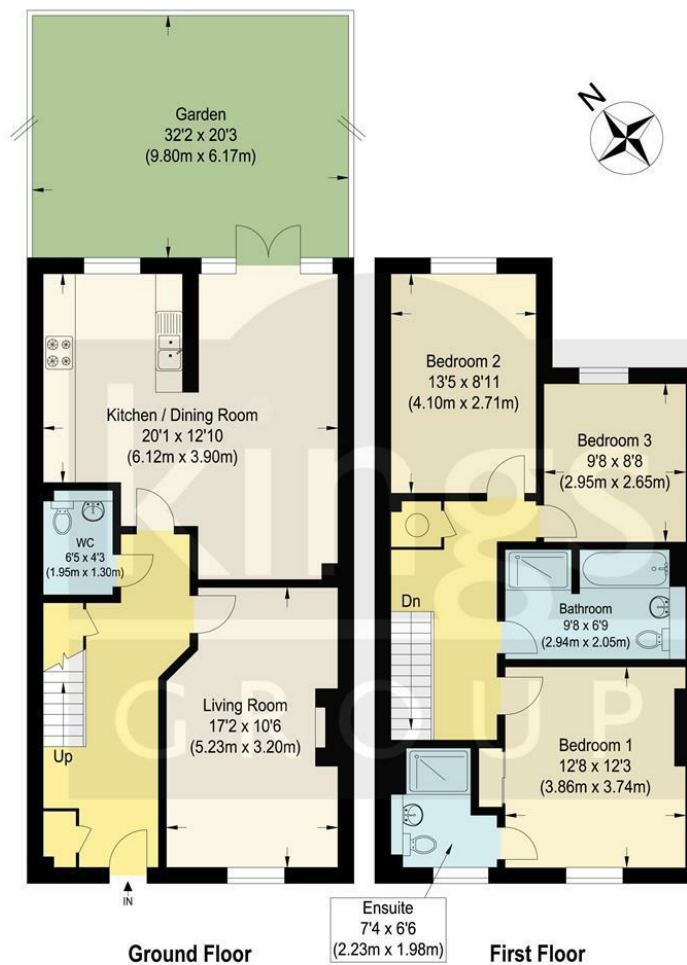 Garden
32'2 x 20'3
(9.80m x 6.17m)
N
Kitchen / Dining Room
20'1 x 12'10
(6.12m x 3.90m)
WC
6'5 x 4'3
(1.95m x 1.30m)
Living Room
17'2 x 10'6
(5.23m x 3.20m)
Up
IN
Ground Floor
Bedroom 2
13'5 x 8'11
(4.10m x 2.71m)
Bedroom 3
9'8 x 8'8
(2.95m x 2.65m)
Dn
Bathroom
9'8 x 6'9
(2.94m x 2.05m)
Bedroom 1
12'8 x 12'3
(3.86m x 3.74m)
Ensuite
7'4 x 6'6
(2.23m x 1.98m)
First Floor
kings
GROUP